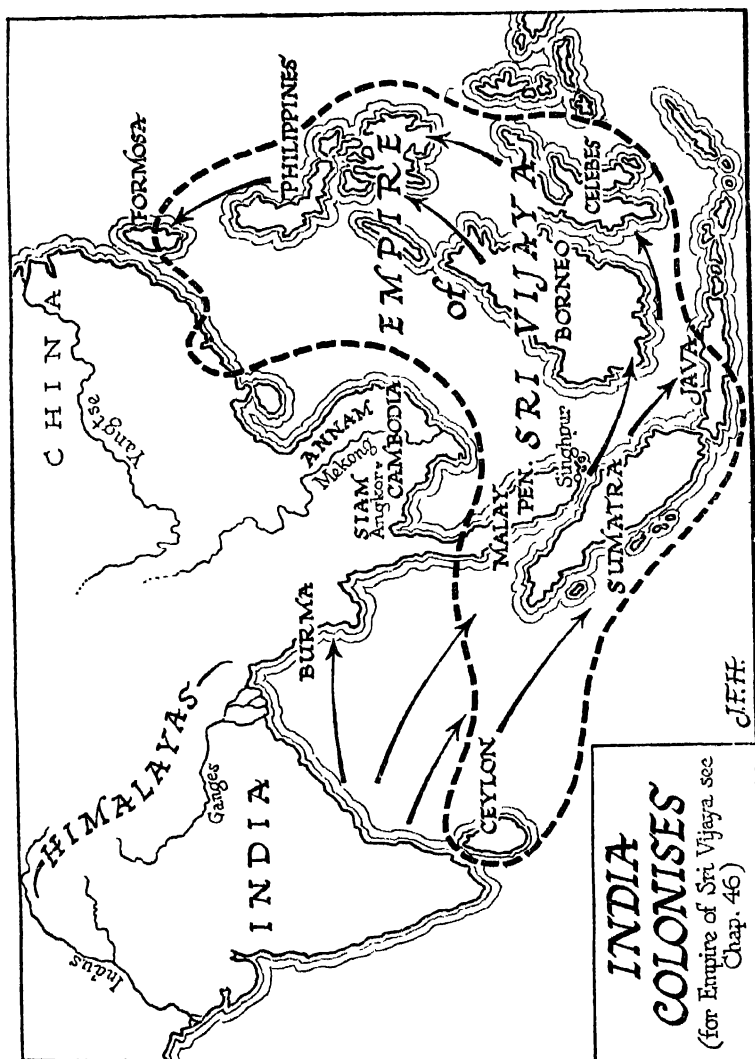 CHINA
Yangtse
FORMOSA
PHILIPPINES
HIMALAYAS
Indus
Ganges
INDIA
BURMA
SIAM
Angkor
ANNAM
Mekong
CAMBODIA
EMPIRE
of
SRI VIJAYA
MALAY
PEN.
Singhpur
BORNEO
CELEBES
CEYLON
SUMATRA
JAVA
J.F.H.
INDIA
COLONISES
(for Empire of Sri Vijaya see
Chap. 46)